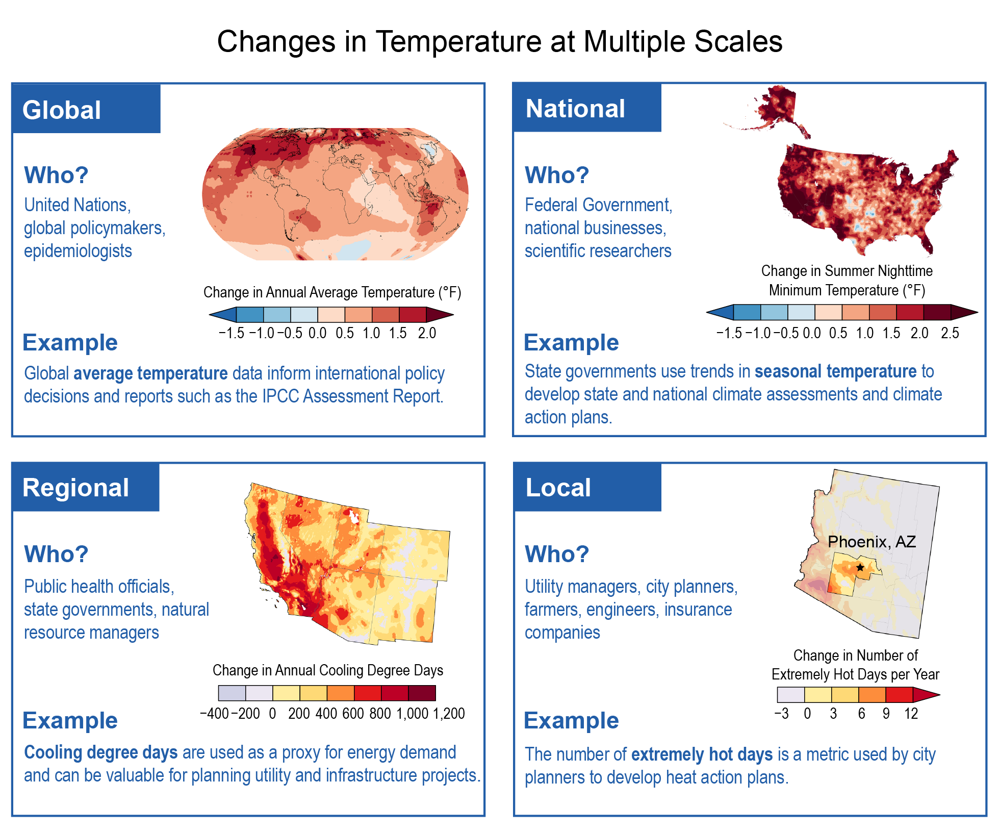 Changes in Temperature at Multiple Scales
Global
Who?
United Nations,
global policymakers,
epidemiologists
Change in Annual Average Temperature (°F)
−1.5 −1.0 −0.5 0.0 0.5 1.0 1.5 2.0
Example
Global average temperature data inform international policy
decisions and reports such as the IPCC Assessment Report.
National
Who?
Federal Government,
national businesses,
scientific researchers
Change in Summer Nighttime
Minimum Temperature (°F)
−1.5 −1.0 −0.5 0.0 0.5 1.0 1.5 2.0 2.5
Example
State governments use trends in seasonal temperature to
develop state and national climate assessments and climate
action plans.
Regional
Who?
Public health officials,
state governments, natural
resource managers
Change in Annual Cooling Degree Days
−400 −200 0 200 400 600 800 1,000 1,200
Example
Cooling degree days are used as a proxy for energy demand
and can be valuable for planning utility and infrastructure projects.
Local
Phoenix, AZ
Who?
Utility managers, city planners,
farmers, engineers, insurance
companies
Change in Number of
Extremely Hot Days per Year
−3 0 3 6 9 12
Example
The number of extremely hot days is a metric used by city
planners to develop heat action plans.